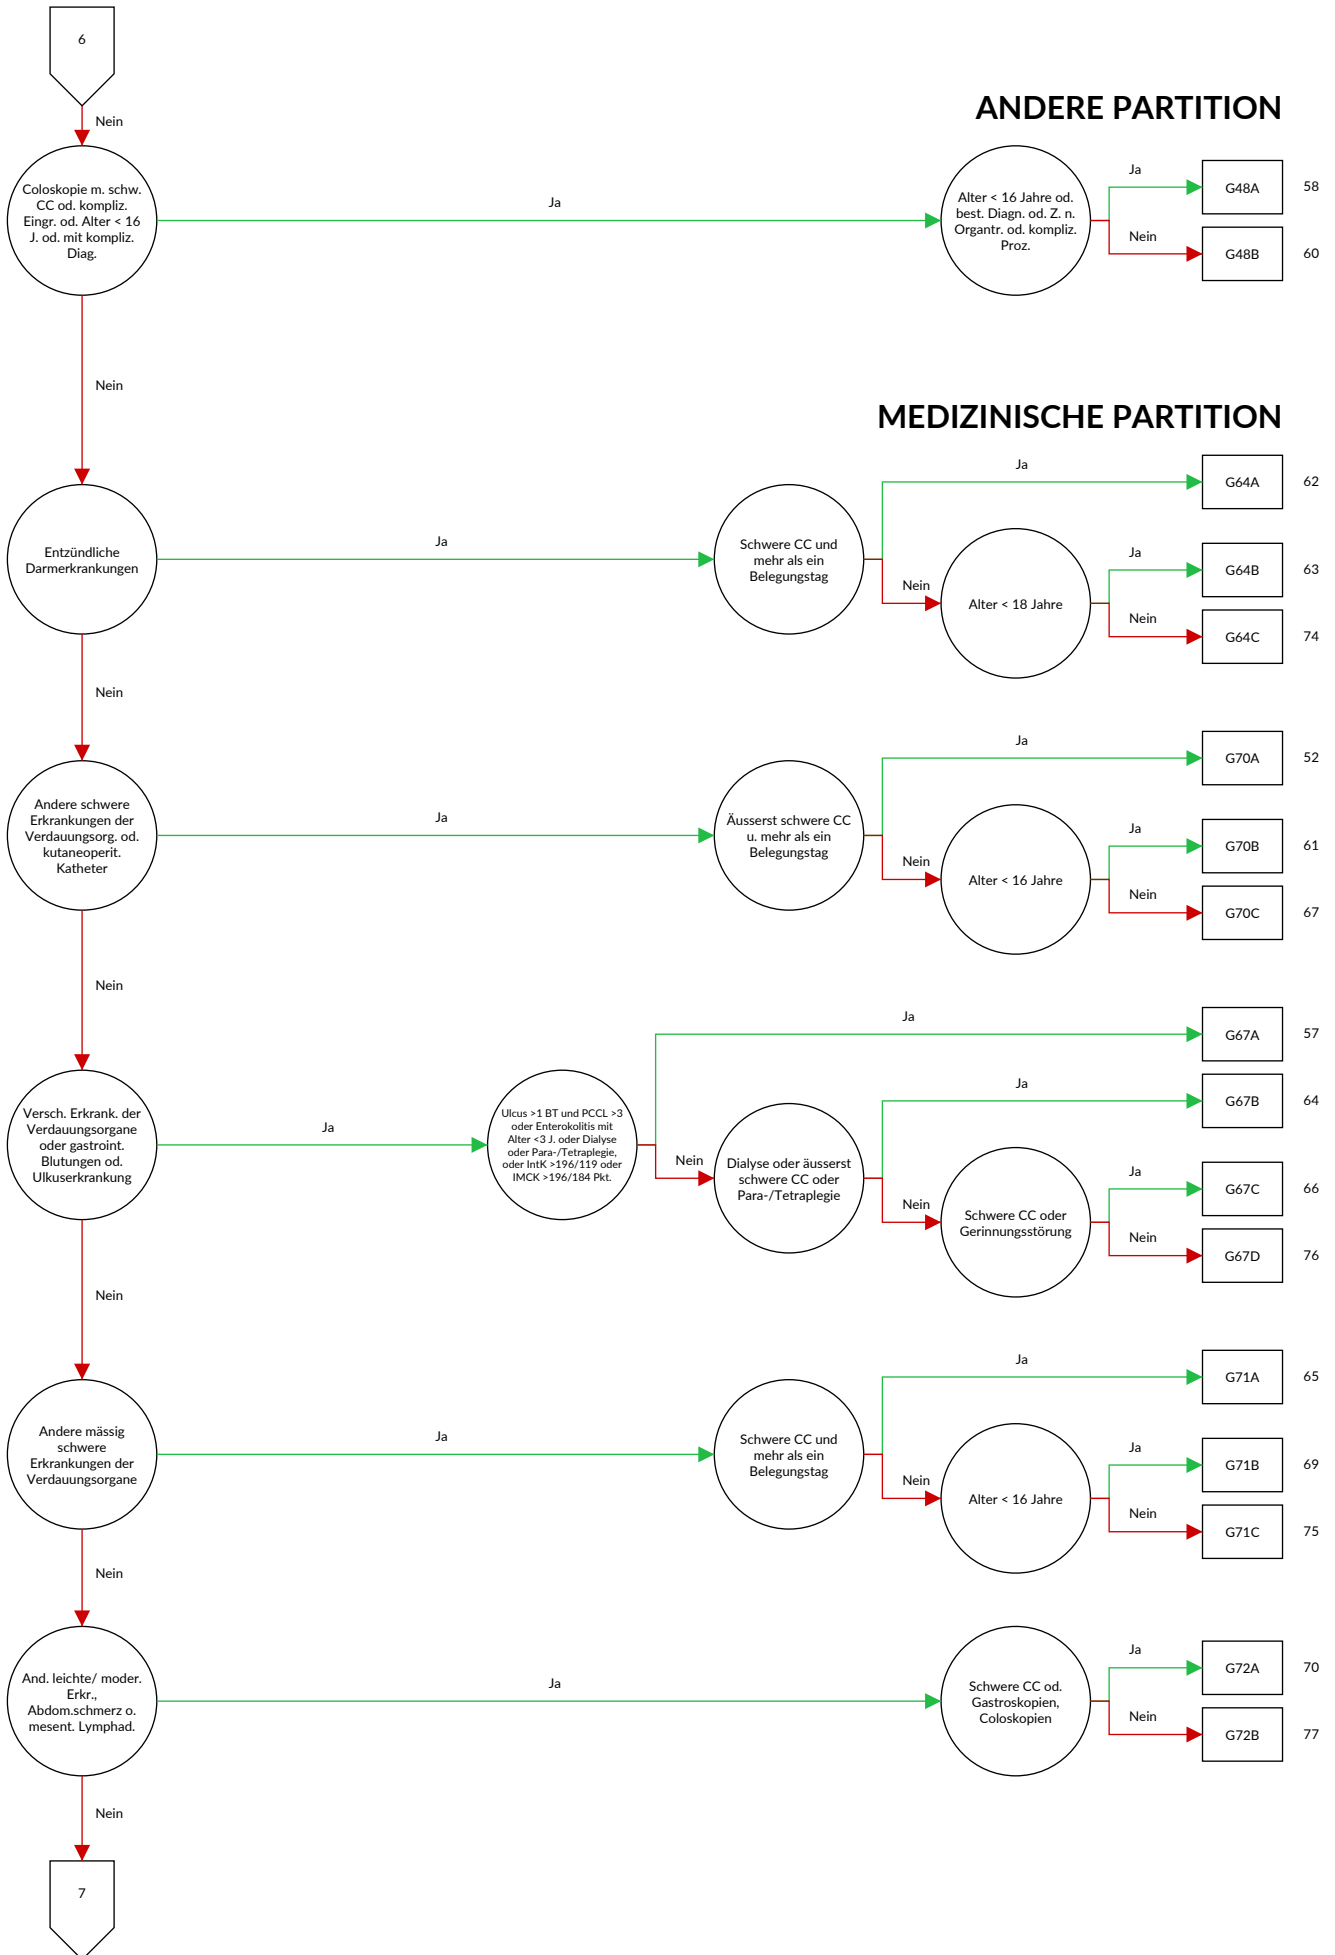 6
Nein
ANDERE PARTITION
Coloskopie m. schw.
CC od. kompliz.
Eingr. od. Alter < 16
J. od. mit kompliz.
Diag.
Ja
Alter < 16 Jahre od.
best. Diagn. od. Z. n.
Organtr. od. kompliz.
Proz.
Ja
G48A
58
Nein
G48B
60
Nein
MEDIZINISCHE PARTITION
Entzündliche
Darmerkrankungen
Ja
Schwere CC und
mehr als ein
Belegungstag
Ja
G64A
62
Nein
Alter < 18 Jahre
Ja
G64B
63
Nein
G64C
74
Nein
Andere schwere
Erkrankungen der
Verdauungsorg. od.
kutaneoperit.
Katheter
Ja
Äusserst schwere CC
u. mehr als ein
Belegungstag
Ja
G70A
52
Nein
Alter < 16 Jahre
Ja
G70B
61
Nein
G70C
67
Nein
Versch. Erkrank. der
Verdauungsorgane
oder gastroint.
Blutungen od.
Ulkuserkrankung
Ja
Ulcus >1 BT und PCCL >3
oder Enterokolitis mit
Alter <3 J. oder Dialyse
oder Para-/Tetraplegie,
oder IntK >196/119 oder
IMCK >196/184 Pkt.
Ja
G67A
57
Nein
Dialyse oder äusserst
schwere CC oder
Para-/Tetraplegie
Ja
G67B
64
Nein
Schwere CC oder
Gerinnungsstörung
Ja
G67C
66
Nein
G67D
76
Nein
Andere mässig
schwere
Erkrankungen der
Verdauungsorgane
Ja
Schwere CC und
mehr als ein
Belegungstag
Ja
G71A
65
Nein
Alter < 16 Jahre
Ja
G71B
69
Nein
G71C
75
Nein
And. leichte/ moder.
Erkr.,
Abdom.schmerz o.
mesent. Lymphad.
Ja
Schwere CC od.
Gastroskopien,
Coloskopien
Ja
G72A
70
Nein
G72B
77
Nein
7